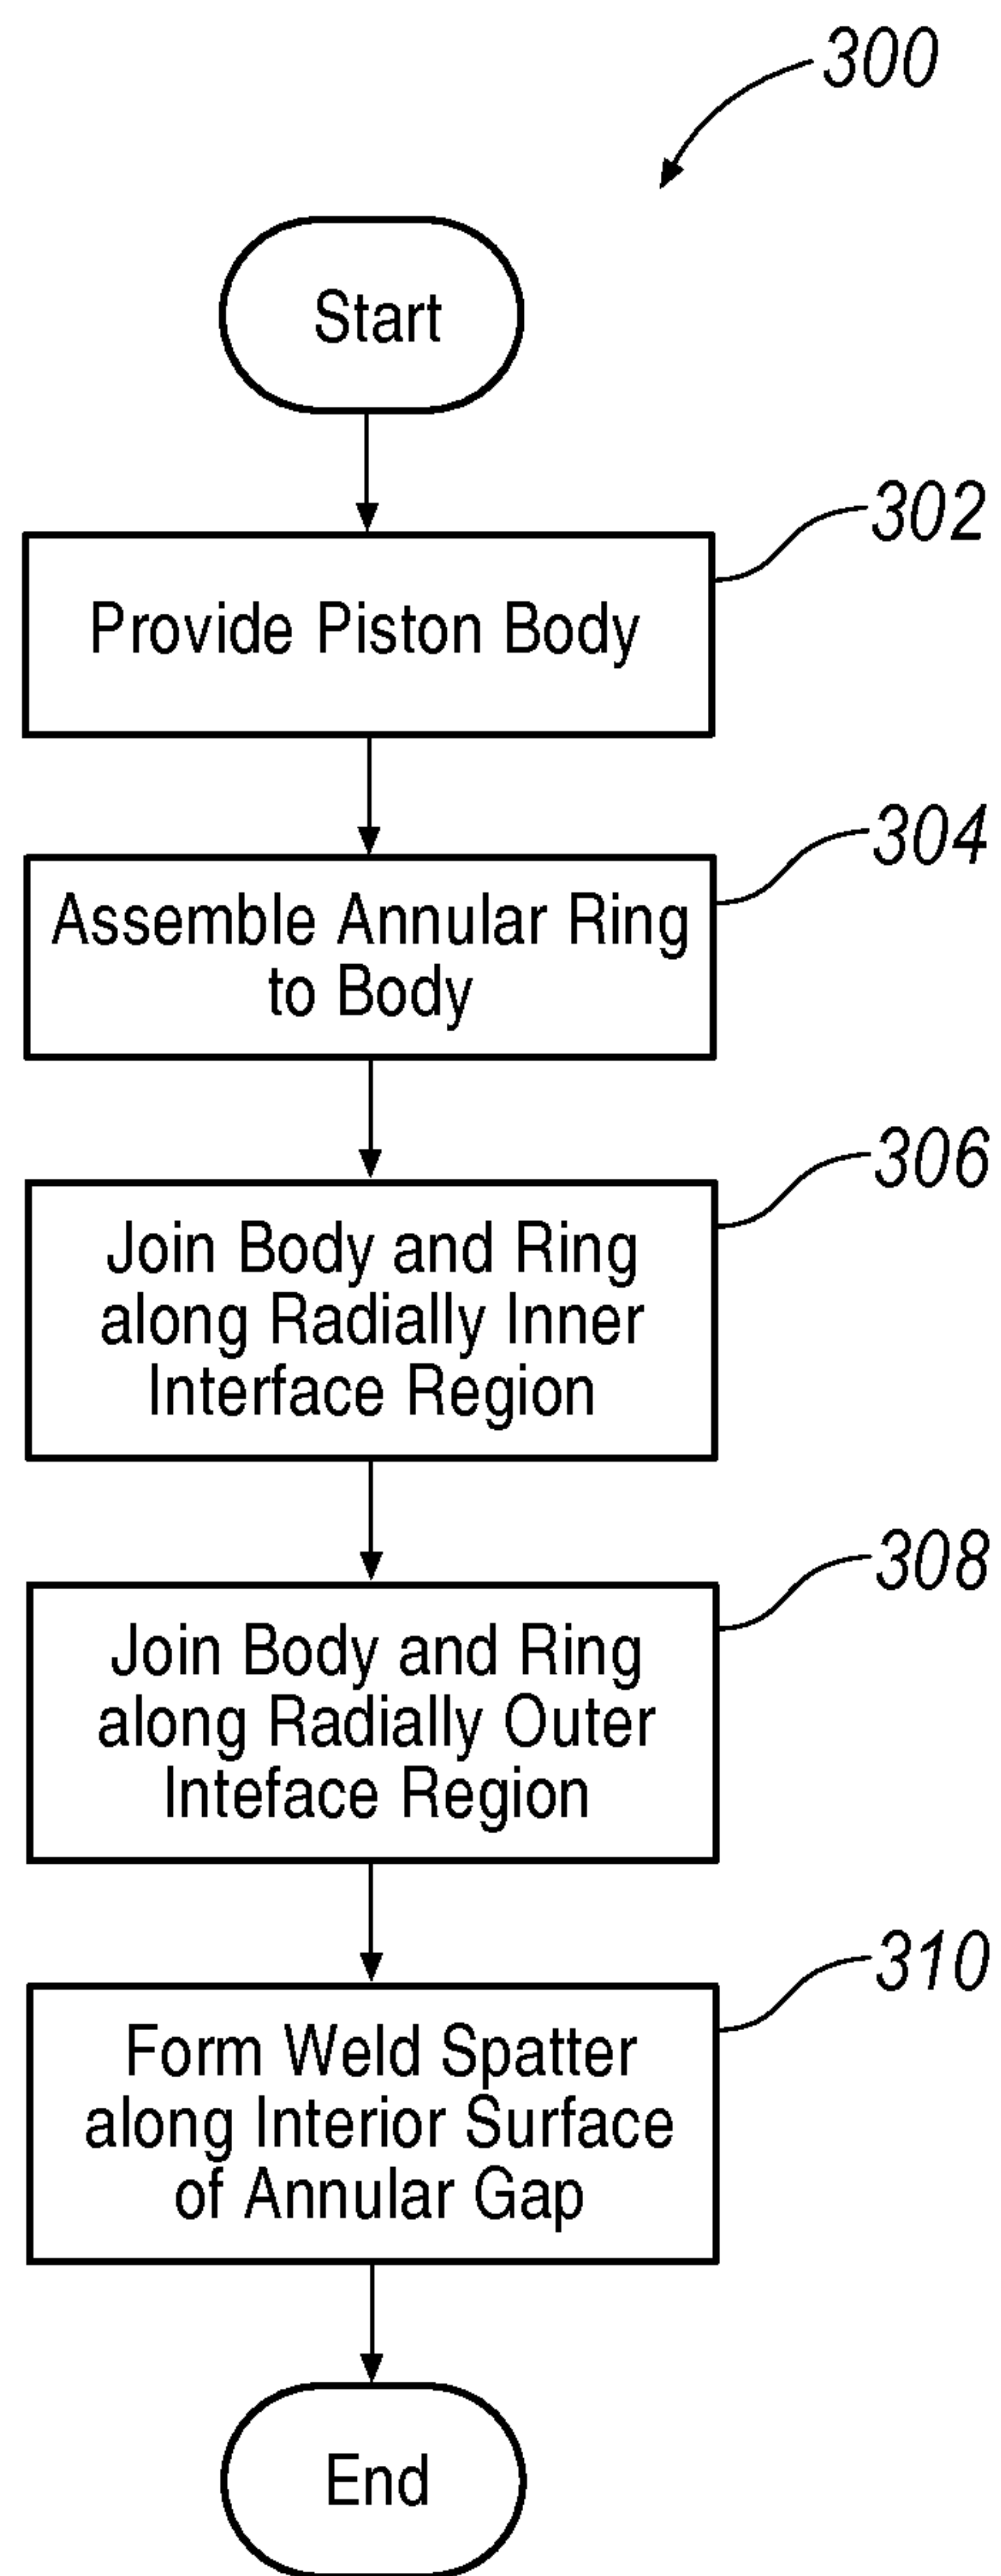 300
Start
302
Provide Piston Body
304
Assemble Annular Ring
to Body
306
Join Body and Ring
along Radially Inner
Interface Region
308
Join Body and Ring
along Radially Outer
Inteface Region
310
Form Weld Spatter
along Interior Surface
of Annular Gap
End